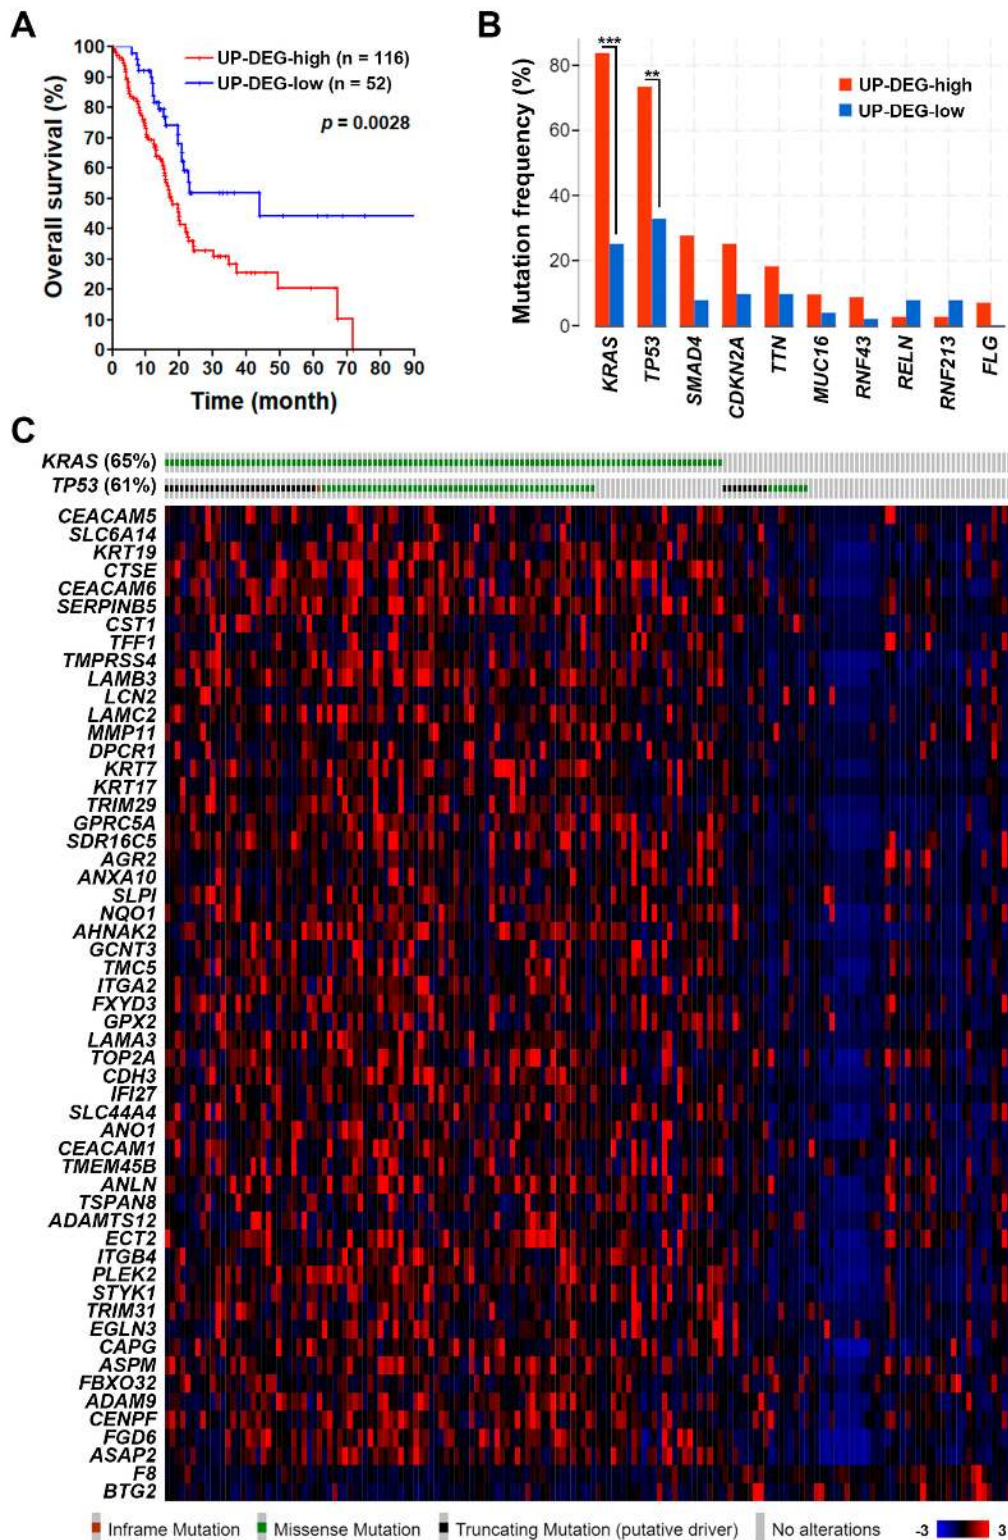 A
Overall survival (%)
100
90
80
70
60
50
40
30
20
10
0
UP-DEG-high (n = 116)
UP-DEG-low (n = 52)
p = 0.0028
0 10 20 30 40 50 60 70 80 90
Time (month)
B
Mutation frequency (%)
80
60
40
20
0
***
**
UP-DEG-high
UP-DEG-low
KRAS
TP53
SMAD4
CDKN2A
TTN
MUC16
RNF43
RELN
RNF213
FLG
C
KRAS (65%)
TP53 (61%)
CEACAM5
SLC6A14
KRT19
CTSE
CEACAM6
SERPINB5
CST1
TFF1
TMPRSS4
LAMB3
LCN2
LAMC2
MMP11
DPCR1
KRT7
KRT17
TRIM29
GPRC5A
SDR16C5
AGR2
ANXA10
SLPI
NQO1
AHNAK2
GCNT3
TMC5
ITGA2
FXYD3
GPX2
LAMA3
TOP2A
CDH3
IFI27
SLC44A4
ANO1
CEACAM1
TMEM45B
ANLN
TSPAN8
ADAMTS12
ECT2
ITGB4
PLEK2
STYK1
TRIM31
EGLN3
CAPG
ASPM
FBXO32
ADAM9
CENPF
FGD6
ASAP2
F8
BTG2
Inframe Mutation Missense Mutation Truncating Mutation (putative driver) No alterations -3 3